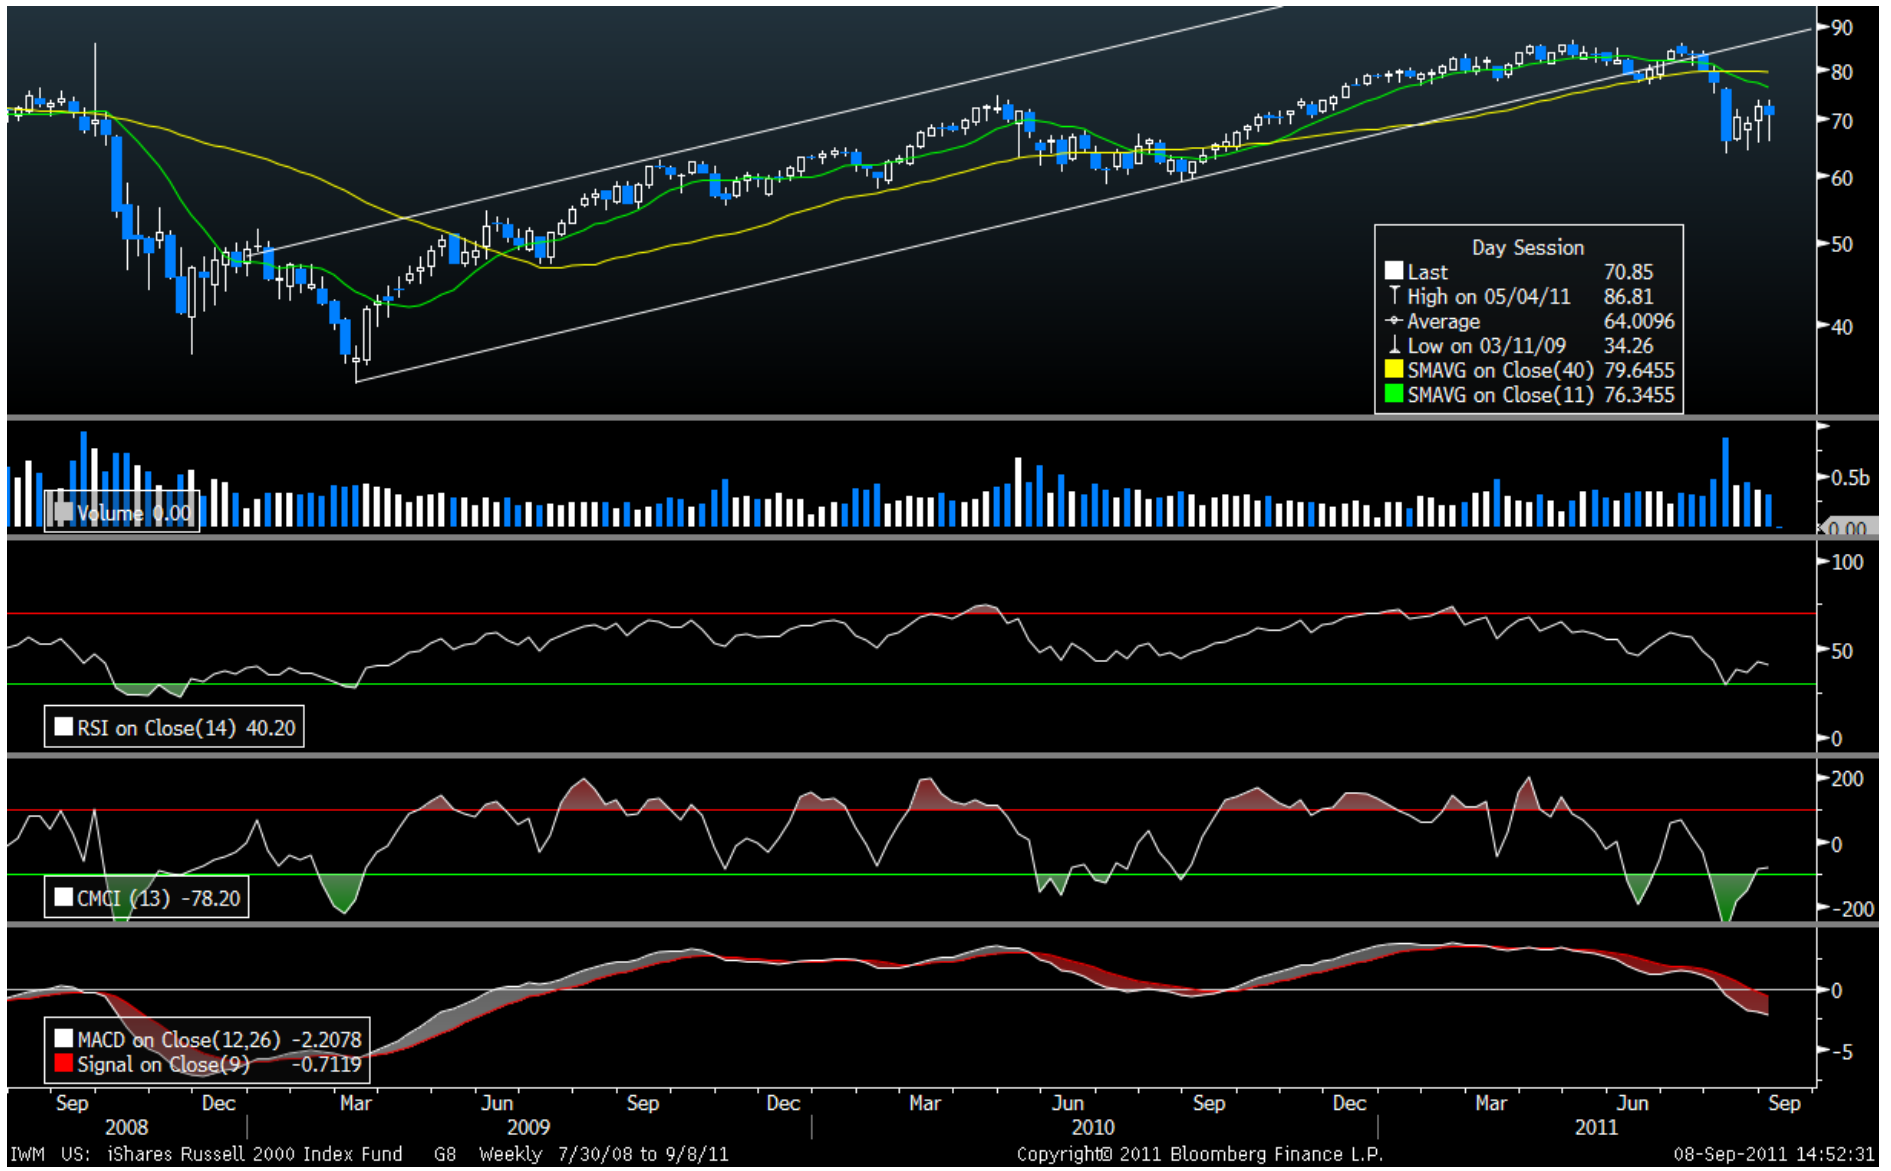 90
80
70
60
50
40
Day Session
Last 70.85
High on 05/04/11 86.81
Average 64.0096
Low on 03/11/09 34.26
SMAVG on Close(40) 79.6455
SMAVG on Close(11) 76.3455
0.5b
Volume 0.00
0.00
100
50
0
RSI on Close(14) 40.20
200
0
-200
CMCI (13) -78.20
0
-5
MACD on Close(12,26) -2.2078
Signal on Close(9) -0.7119
Sep Dec Mar Jun Sep Dec Mar Jun Sep Dec Mar Jun Sep
2008 2009 2010 2011
IWM US: iShares Russell 2000 Index Fund G8 Weekly 7/30/08 to 9/8/11 Copyright© 2011 Bloomberg Finance L.P. 08-Sep-2011 14:52:31